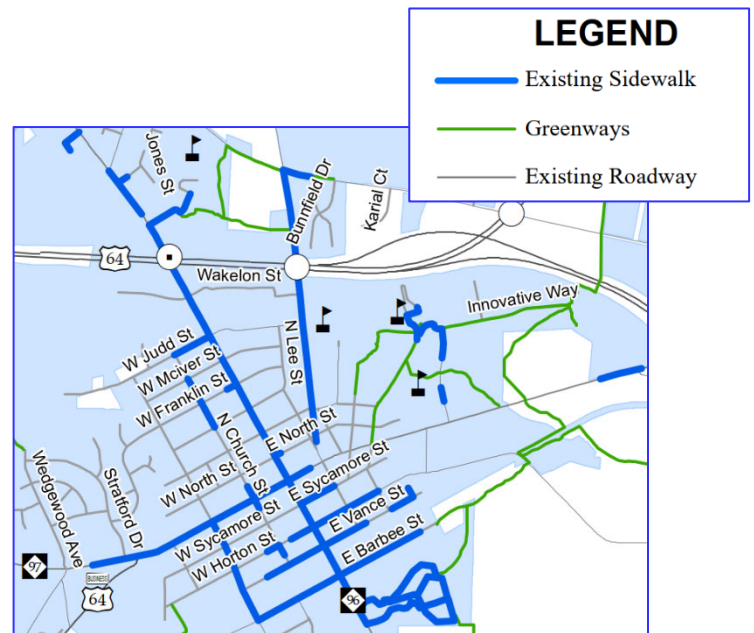 LEGEND
Existing Sidewalk
Greenways
Existing Roadway
Jones St
Bunnfield Dr
Karial Ct
64
Wakelon St
Innovative Way
W Judd St
W Mciver St
W Franklin St
N Lee St
N Church St
E North St
W North St
E Sycamore St
Wedgewood Ave
Strafford Dr
W Sycamore St
E Vance St
W Horton St
E Barbee St
97
BUSINESS
64
96